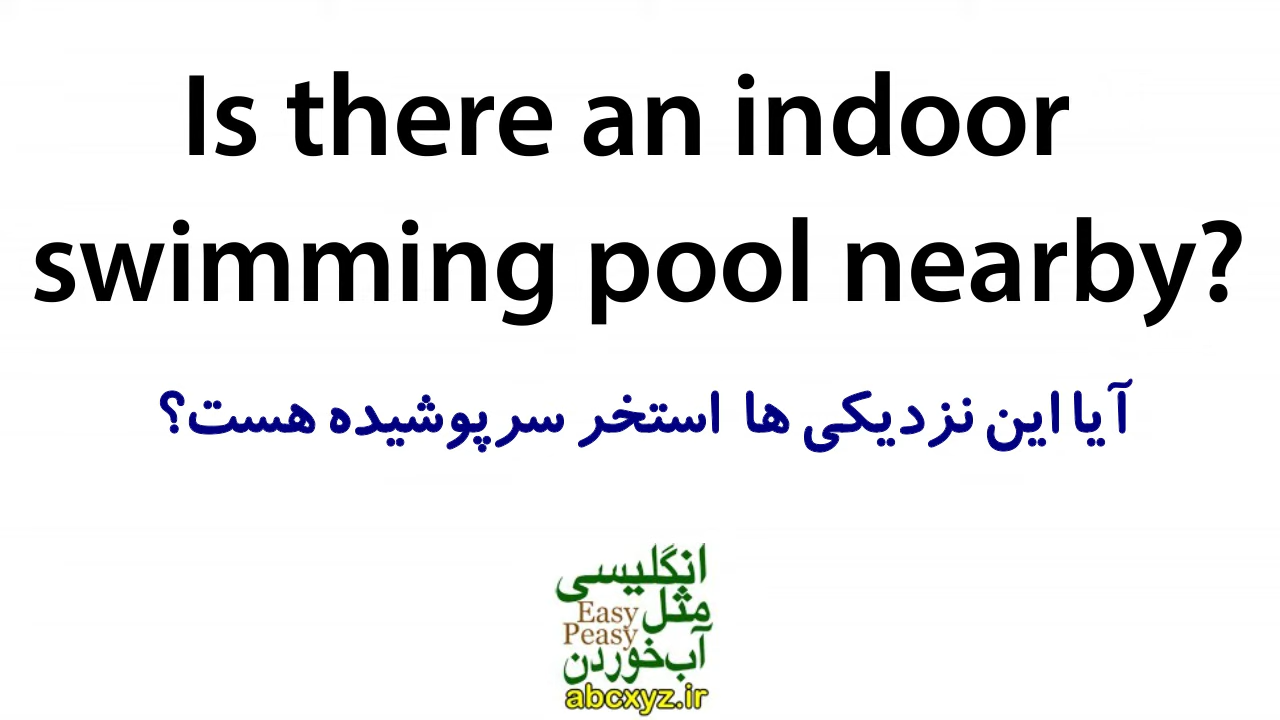 Is there an indoor
swimming pool nearby?
آیا این نزدیکی ها استخر سرپوشیده هست؟
انگلیسی
مثل Easy
Peasy
آب خوردن
abcxyz.ir